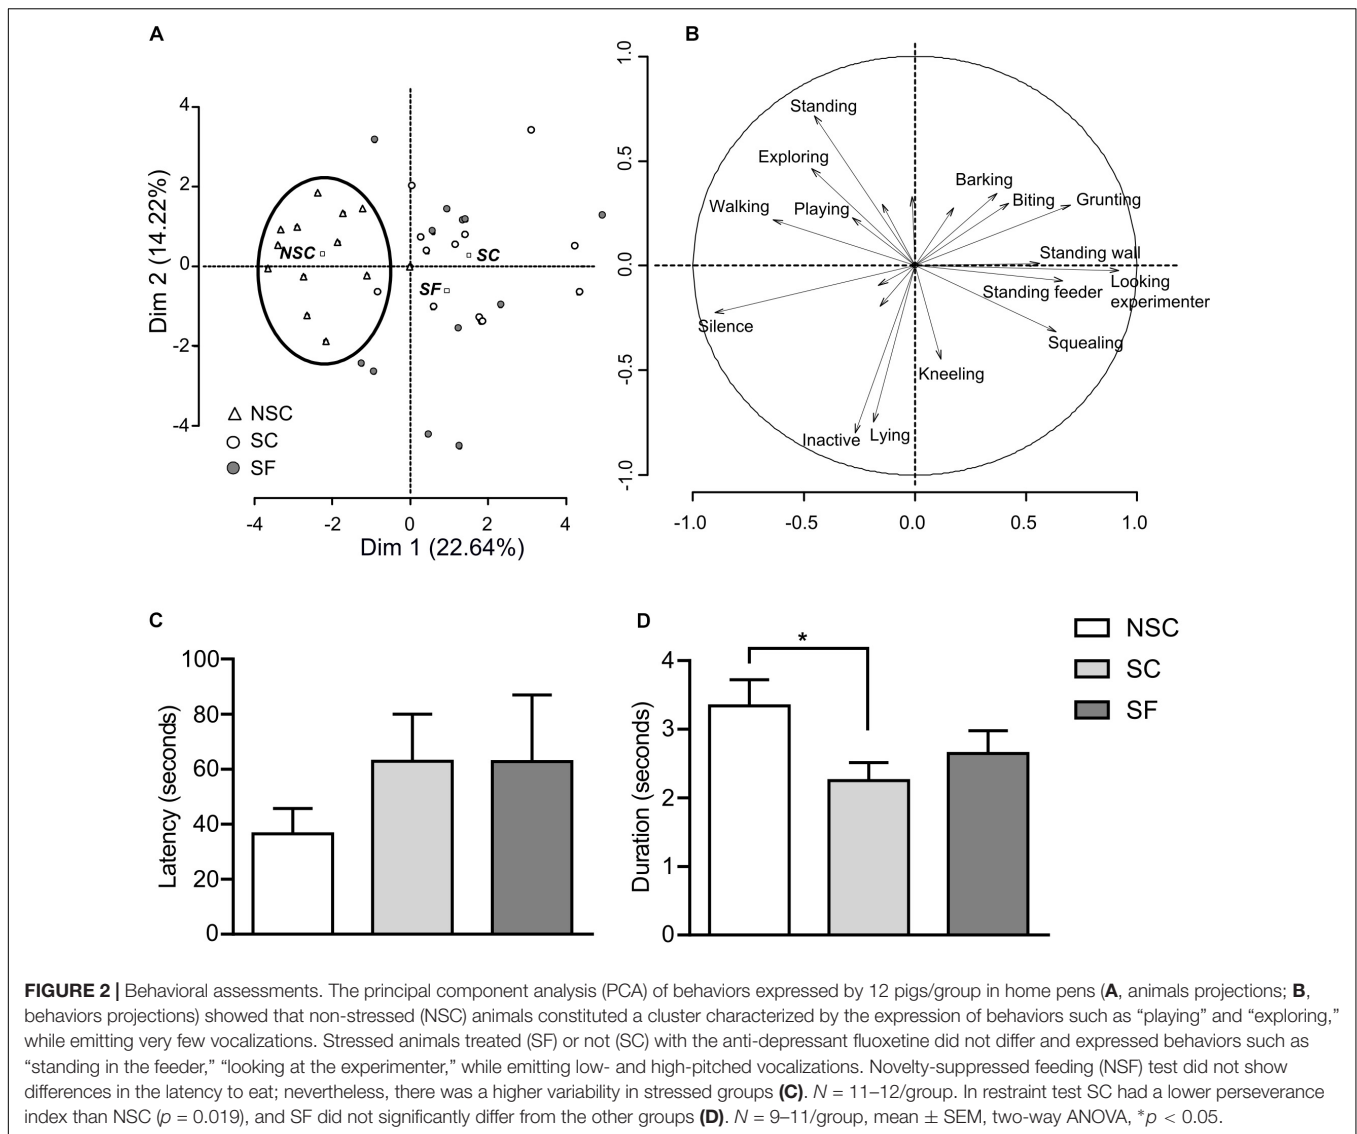 A
4
2
0
-2
-4
Dim 2 (14.22%)
NSC
SC
SF
NSC
SC
SF
-4
-2
0
2
4
Dim 1 (22.64%)
B
1.0
0.5
0.0
-0.5
-1.0
Standing
Exploring
Walking
Playing
Barking
Biting
Grunting
Standing wall
Looking
experimenter
Standing feeder
Silence
Squealing
Kneeling
Inactive
Lying
-1.0
-0.5
0.0
0.5
1.0
C
100
80
60
40
20
0
Latency (seconds)
D
*
4
3
2
1
0
Duration (seconds)
NSC
SC
SF
FIGURE 2 | Behavioral assessments. The principal component analysis (PCA) of behaviors expressed by 12 pigs/group in home pens (A, animals projections; B,
behaviors projections) showed that non-stressed (NSC) animals constituted a cluster characterized by the expression of behaviors such as “playing” and “exploring,”
while emitting very few vocalizations. Stressed animals treated (SF) or not (SC) with the anti-depressant fluoxetine did not differ and expressed behaviors such as
“standing in the feeder,” “looking at the experimenter,” while emitting low- and high-pitched vocalizations. Novelty-suppressed feeding (NSF) test did not show
differences in the latency to eat; nevertheless, there was a higher variability in stressed groups (C). N = 11–12/group. In restraint test SC had a lower perseverance
index than NSC (p = 0.019), and SF did not significantly differ from the other groups (D). N = 9–11/group, mean ± SEM, two-way ANOVA, *p < 0.05.